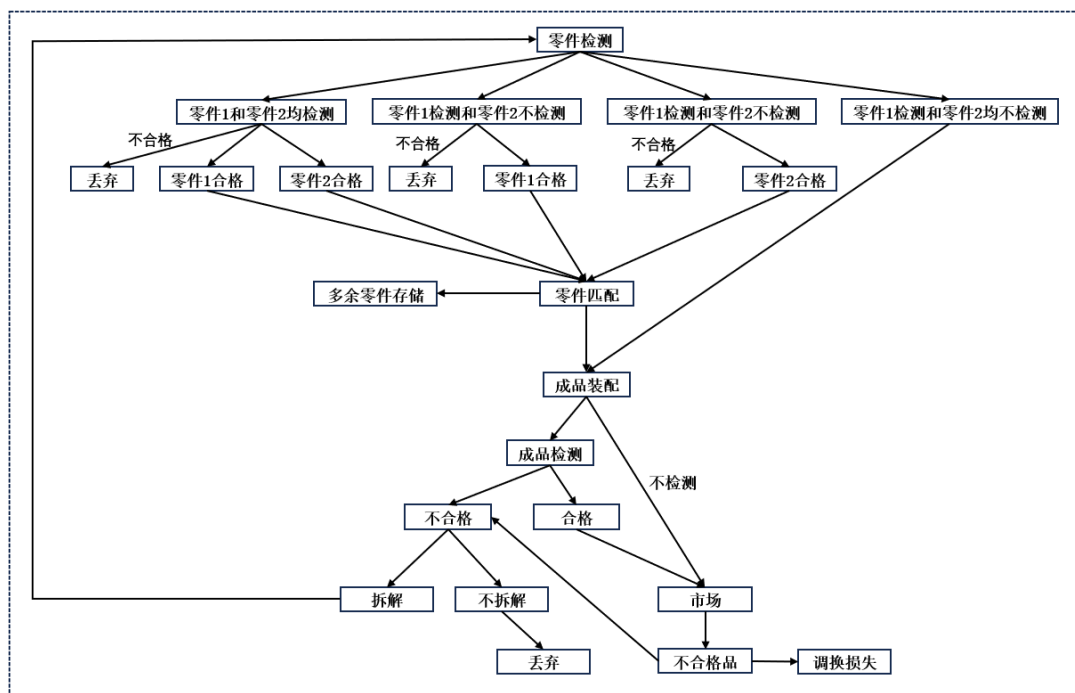 零件检测
零件1和零件2均检测
零件1检测和零件2不检测
零件1检测和零件2不检测
零件1检测和零件2均不检测
不合格
不合格
不合格
丢弃
零件1合格
零件2合格
丢弃
零件1合格
丢弃
零件2合格
多余零件存储
零件匹配
成品装配
成品检测
不检测
不合格
合格
拆解
不拆解
市场
丢弃
不合格品
调换损失